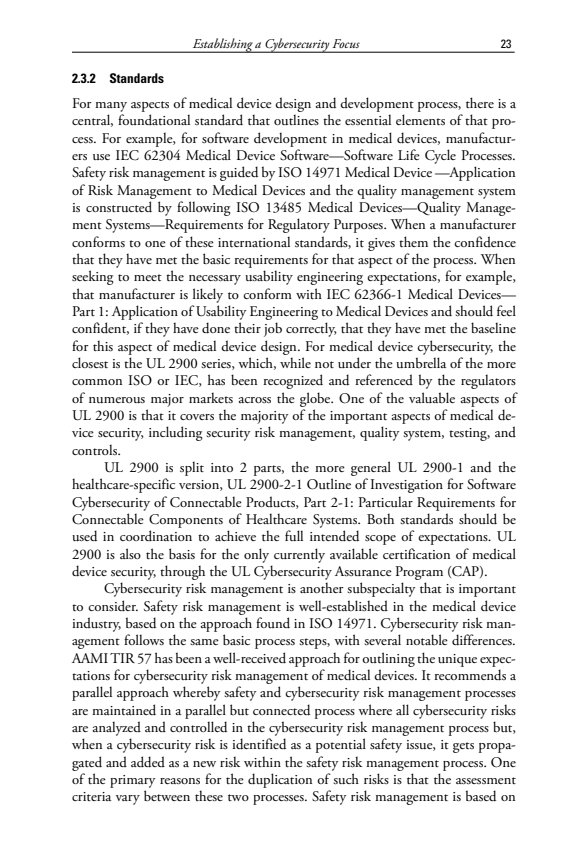 Establishing a Cybersecurity Focus 23
2.3.2 Standards
For many aspects of medical device design and development process, there is a
central, foundational standard that outlines the essential elements of that pro-
cess. For example, for software development in medical devices, manufactur-
ers use IEC 62304 Medical Device Software—Software Life Cycle Processes.
Safety risk management is guided by ISO 14971 Medical Device —Application
of Risk Management to Medical Devices and the quality management system
is constructed by following ISO 13485 Medical Devices—Quality Manage-
ment Systems—Requirements for Regulatory Purposes. When a manufacturer
conforms to one of these international standards, it gives them the confidence
that they have met the basic requirements for that aspect of the process. When
seeking to meet the necessary usability engineering expectations, for example,
that manufacturer is likely to conform with IEC 62366-1 Medical Devices—
Part 1: Application of Usability Engineering to Medical Devices and should feel
confident, if they have done their job correctly, that they have met the baseline
for this aspect of medical device design. For medical device cybersecurity, the
closest is the UL 2900 series, which, while not under the umbrella of the more
common ISO or IEC, has been recognized and referenced by the regulators
of numerous major markets across the globe. One of the valuable aspects of
UL 2900 is that it covers the majority of the important aspects of medical de-
vice security, including security risk management, quality system, testing, and
controls.
UL 2900 is split into 2 parts, the more general UL 2900-1 and the
healthcare-specific version, UL 2900-2-1 Outline of Investigation for Software
Cybersecurity of Connectable Products, Part 2-1: Particular Requirements for
Connectable Components of Healthcare Systems. Both standards should be
used in coordination to achieve the full intended scope of expectations. UL
2900 is also the basis for the only currently available certification of medical
device security, through the UL Cybersecurity Assurance Program (CAP).
Cybersecurity risk management is another subspecialty that is important
to consider. Safety risk management is well-established in the medical device
industry, based on the approach found in ISO 14971. Cybersecurity risk man-
agement follows the same basic process steps, with several notable differences.
AAMI TIR 57 has been a well-received approach for outlining the unique expec-
tations for cybersecurity risk management of medical devices. It recommends a
parallel approach whereby safety and cybersecurity risk management processes
are maintained in a parallel but connected process where all cybersecurity risks
are analyzed and controlled in the cybersecurity risk management process but,
when a cybersecurity risk is identified as a potential safety issue, it gets propa-
gated and added as a new risk within the safety risk management process. One
of the primary reasons for the duplication of such risks is that the assessment
criteria vary between these two processes. Safety risk management is based on